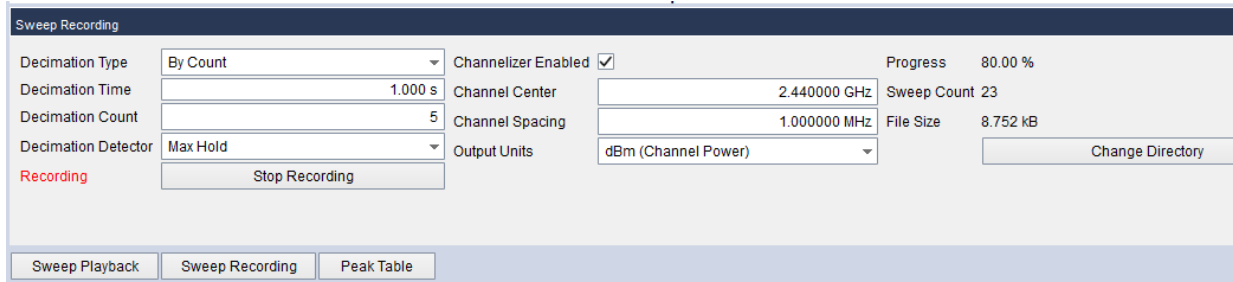 Sweep Recording
Decimation Type By Count Channelizer Enabled Progress 80.00 %
Decimation Time 1.000 s Channel Center 2.440000 GHz Sweep Count 23
Decimation Count 5 Channel Spacing 1.000000 MHz File Size 8.752 kB
Decimation Detector Max Hold Output Units dBm (Channel Power) Change Directory
Recording Stop Recording
Sweep Playback Sweep Recording Peak Table